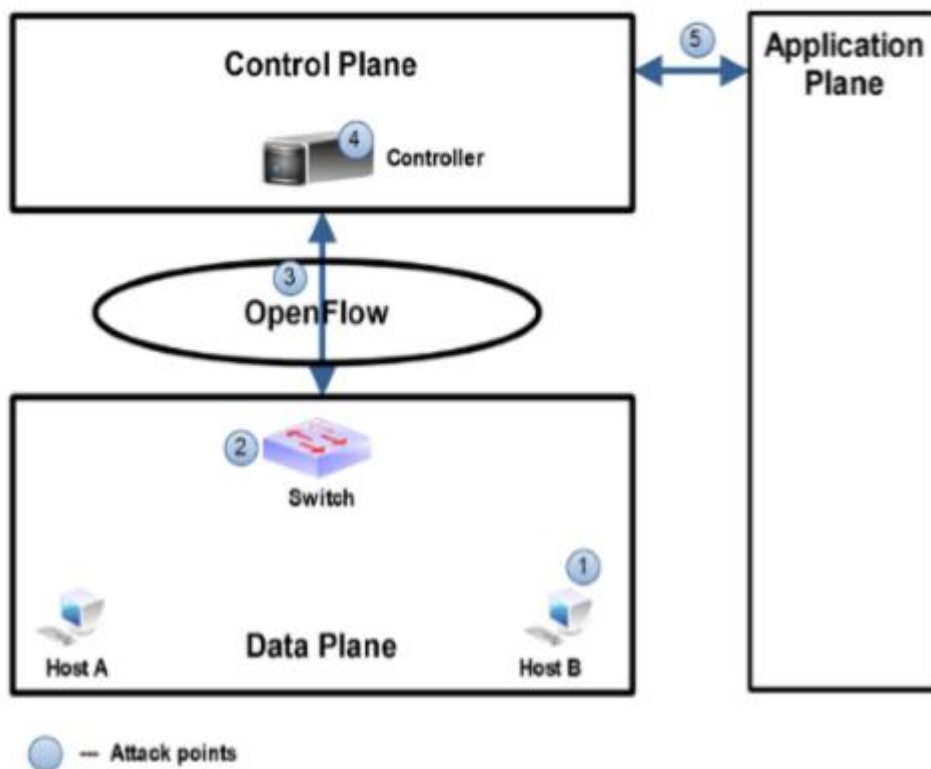 Control Plane
5
Application
Plane
4
Controller
3
OpenFlow
2
Switch
1
Host A
Data Plane
Host B
--- Attack points